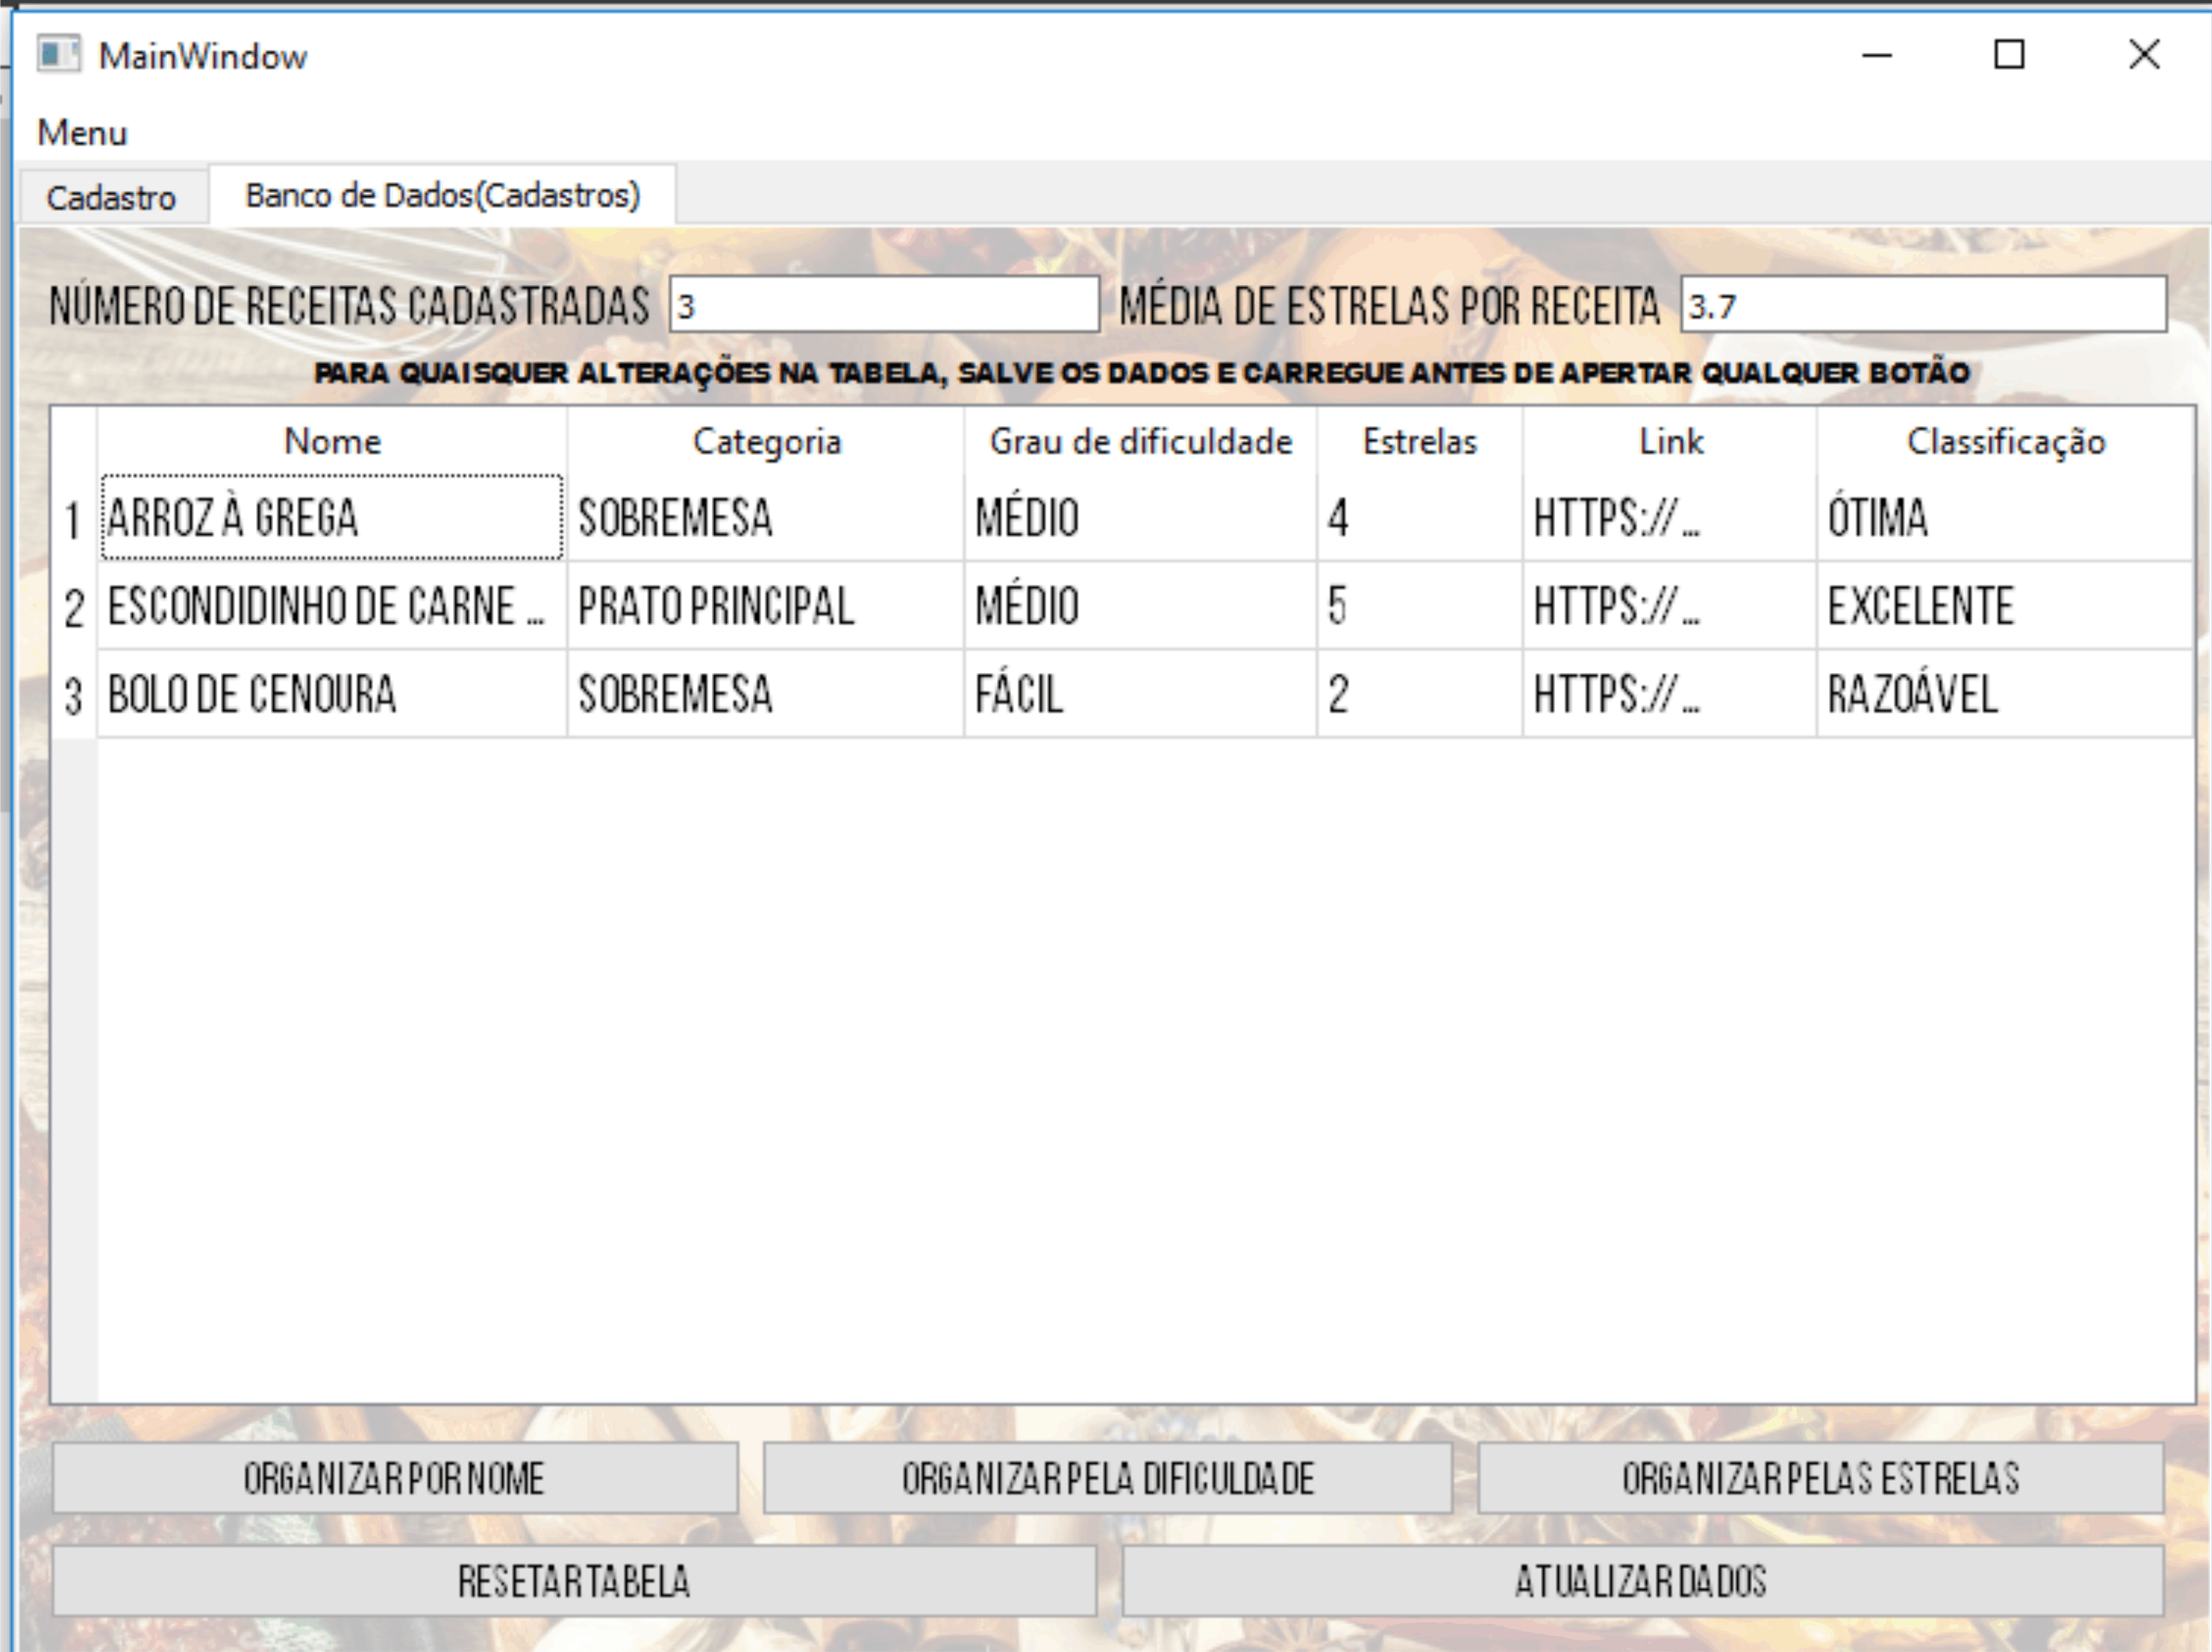 MainWindow
Menu
Cadastro Banco de Dados(Cadastros)
NÚMERO DE RECEITAS CADASTRADAS 3 MÉDIA DE ESTRELAS POR RECEITA 3.7
PARA QUAISQUER ALTERAÇÕES NA TABELA, SALVE OS DADOS E CARREGUE ANTES DE APERTAR QUALQUER BOTÃO
Nome Categoria Grau de dificuldade Estrelas Link Classificação
1 ARROZ À GREGA SOBREMESA MÉDIO 4 HTTPS:// ... ÓTIMA
2 ESCONDIDINHO DE CARNE ... PRATO PRINCIPAL MÉDIO 5 HTTPS:// ... EXCELENTE
3 BOLO DE CENOURA SOBREMESA FÁCIL 2 HTTPS:// ... RAZOÁVEL
ORGANIZAR POR NOME ORGANIZAR PELA DIFICULDADE ORGANIZAR PELAS ESTRELAS
RESETAR TABELA ATUALIZAR DADOS